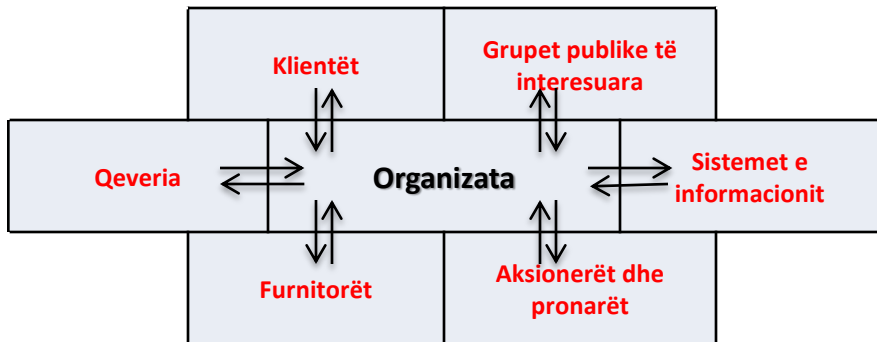 Klientët
Grupet publike të
interesuara
Qeveria
Organizata
Sistemet e
informacionit
Furnitorët
Aksionerët dhe
pronarët